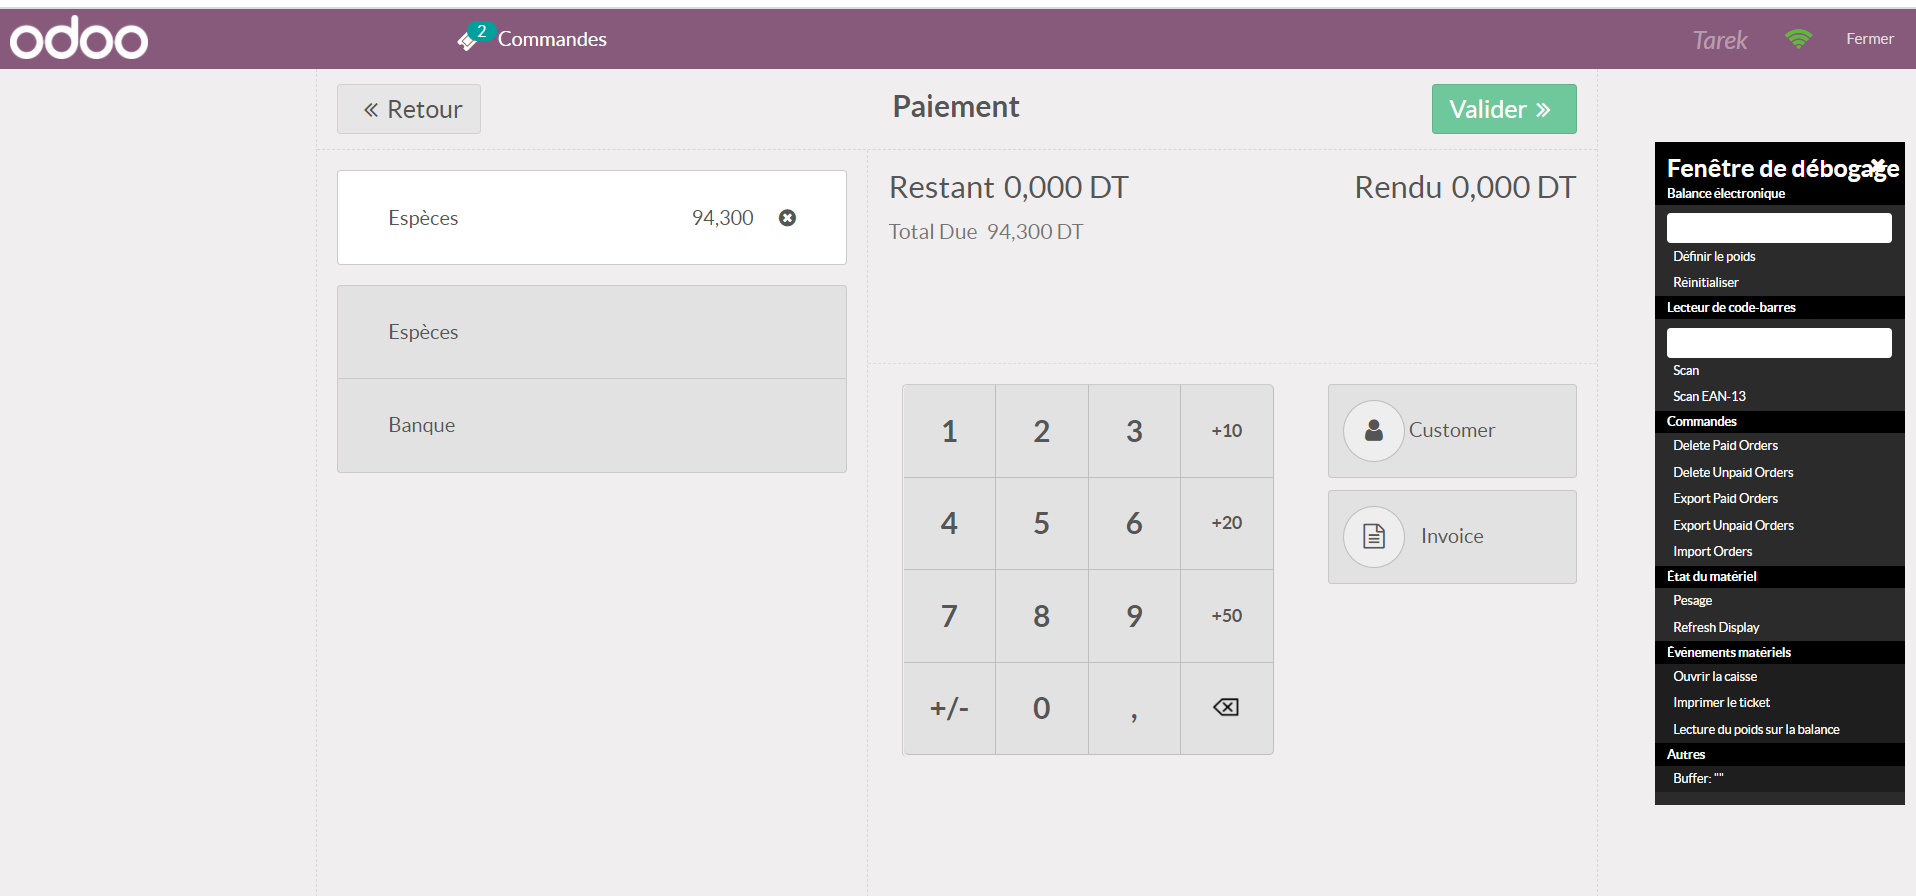 odoo
2
Commandes
Tarek
Fermer
« Retour
Paiement
Valider »
Espèces 94,300
Espèces
Banque
Restant 0,000 DT
Rendu 0,000 DT
Total Due 94,300 DT
1 2 3 +10
4 5 6 +20
7 8 9 +50
+/- 0 ,
Customer
Invoice
Fenêtre de débogage
Balance électronique
Définir le poids
Réinitialiser
Lecteur de code-barres
Scan
Scan EAN-13
Commandes
Delete Paid Orders
Delete Unpaid Orders
Export Paid Orders
Export Unpaid Orders
Import Orders
État du matériel
Pesage
Refresh Display
Événements matériels
Ouvrir la caisse
Imprimer le ticket
Lecture du poids sur la balance
Autres
Buffer: ""